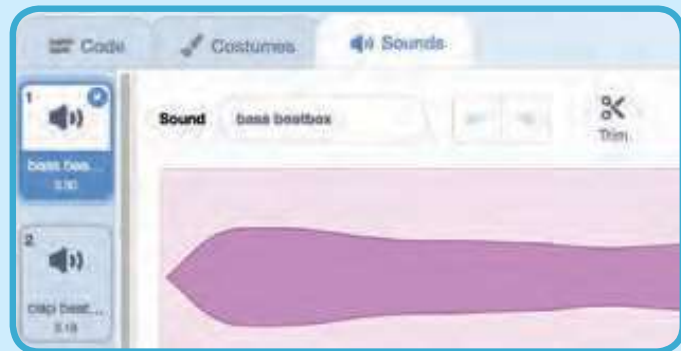 Code Costumes Sounds
1
Sound bass beatbox
Trim
bass bea...
2
clap beat...